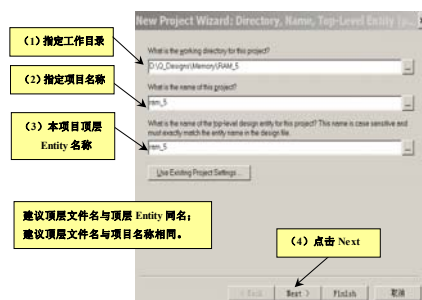 New Project Wizard: Directory, Name, Top-Level Entity [p...
(1) 指定工作目录
What is the working directory for this project?
D:\Q_Designs\Memory\RAM_5
...
(2) 指定项目名称
What is the name of this project?
ram_5
...
(3) 本项目顶层
Entity 名称
What is the name of the top-level design entity for this project? This name is case sensitive and
must exactly match the entity name in the design file.
ram_5
...
Use Existing Project Settings ...
建议顶层文件名与顶层 Entity 同名;
建议顶层文件名与项目名称相同。
(4) 点击 Next
< Back
Next >
Finish
取消